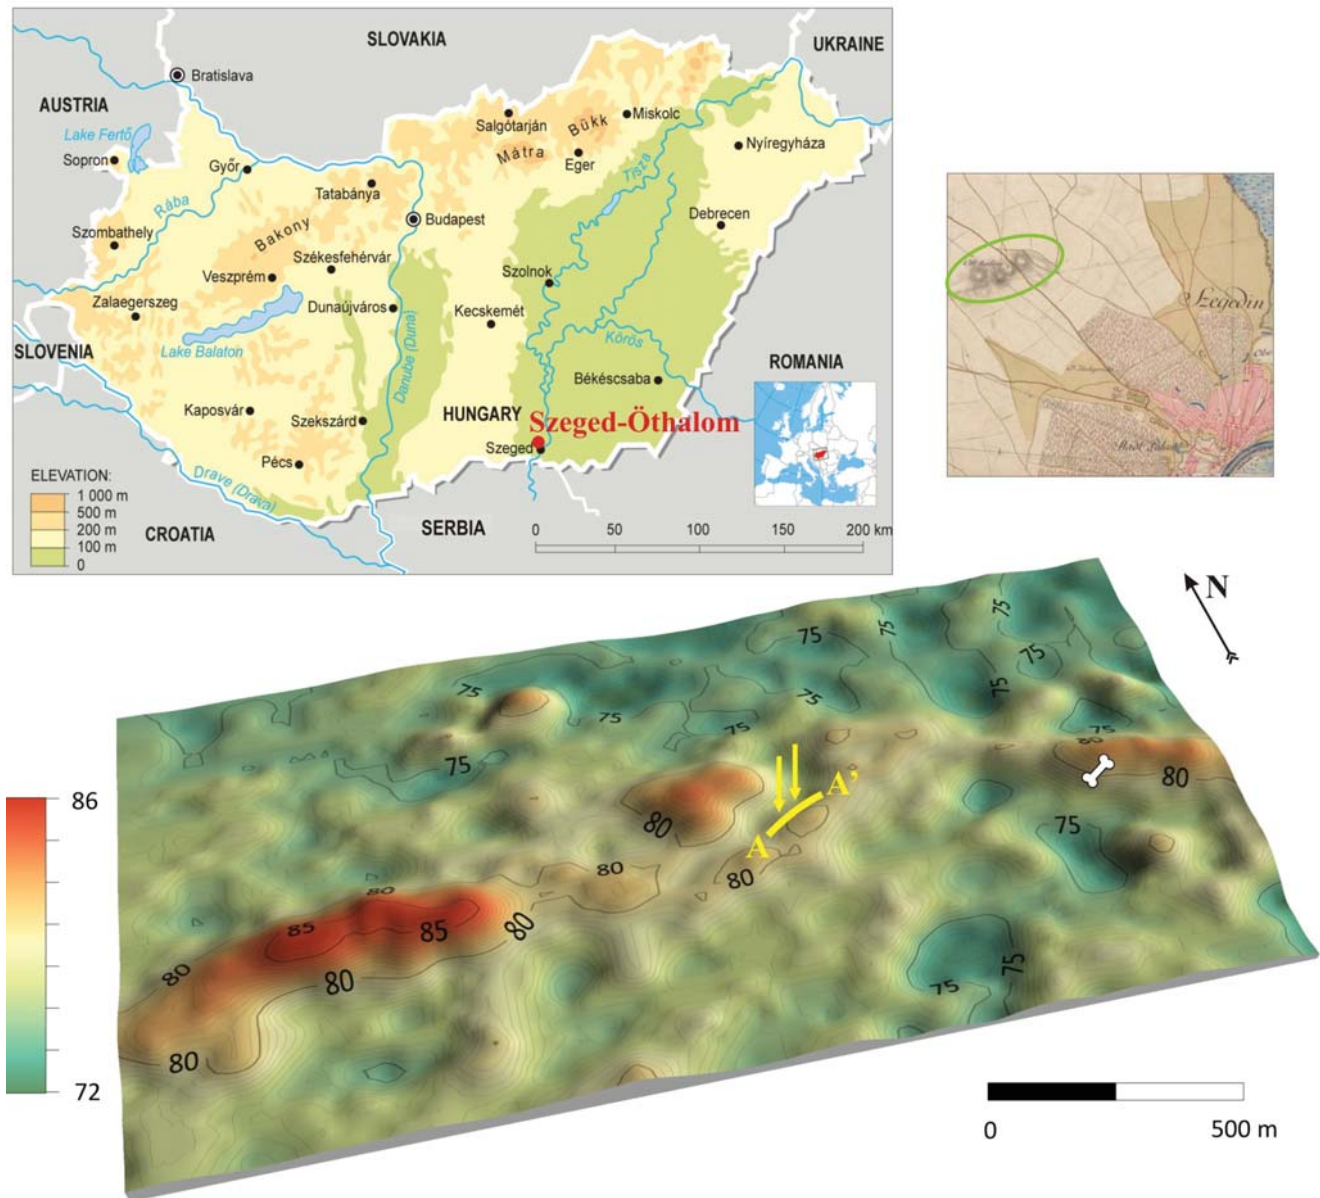 SLOVAKIA
UKRAINE
Bratislava
AUSTRIA
Lake Fertő
Sopron
Győr
Salgótarján
Bükk
Miskolc
Mátra
Eger
Nyíregyháza
Tisza
Tatabánya
Rába
Budapest
Debrecen
Szombathely
Bakony
Székesfehérvár
Veszprém
Szolnok
Zalaegerszeg
Dunaújváros
Kecskemét
Lake Balaton
Danube (Duna)
Körös
SLOVENIA
ROMANIA
Békéscsaba
Kaposvár
Szekszárd
HUNGARY
Szeged-Öthalom
Szeged
Pécs
Drave (Drava)
ELEVATION:
1 000 m
500 m
200 m
100 m
0
CROATIA
SERBIA
0 50 100 150 200 km
Szegedin
N
75 75 75
75 75
75 75 75 75
75 80 80
75
A A'
80
80 80
80 85 85 80
80 80
75 75
80
86
72
0 500 m